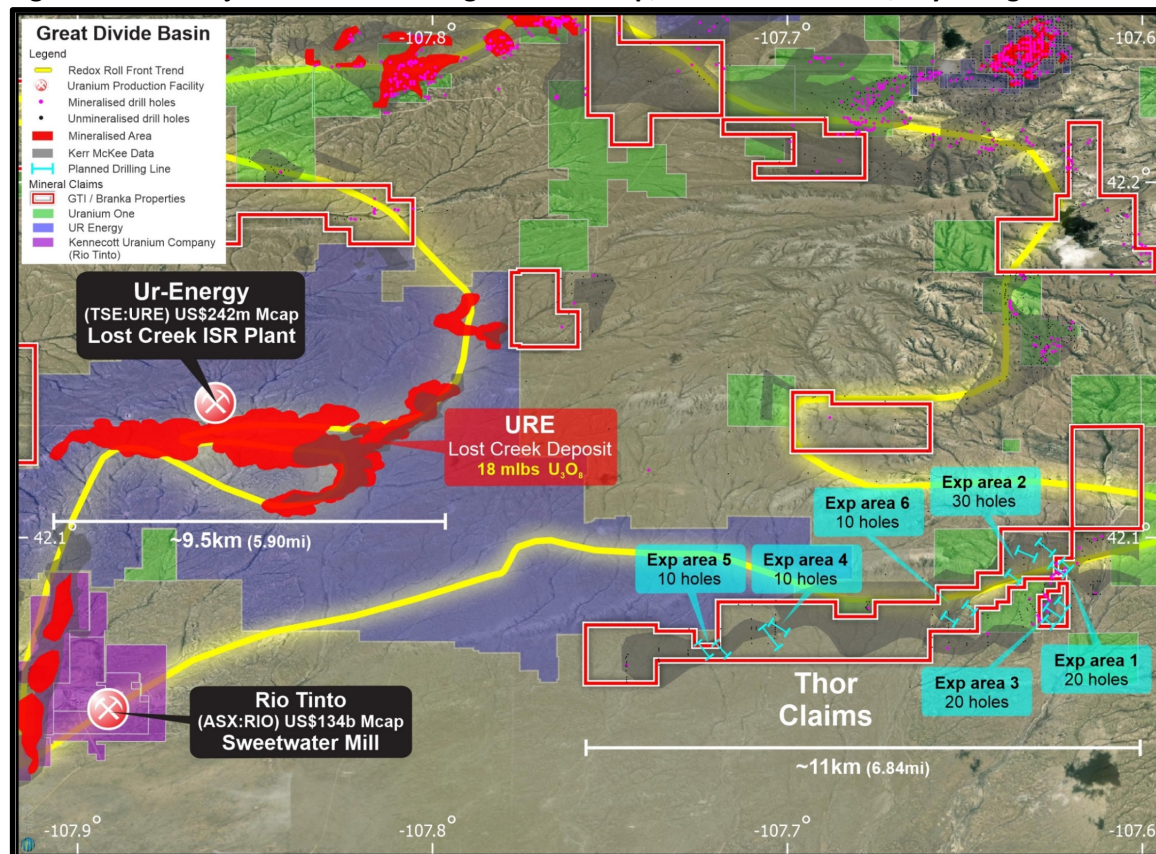 Great Divide Basin
Legend
Redox Roll Front Trend
Uranium Production Facility
Mineralised drill holes
Unmineralised drill holes
Mineralised Area
Kerr McKee Data
Planned Drilling Line
Mineral Claims
GTI / Branka Properties
Uranium One
UR Energy
Kennecott Uranium Company
(Rio Tinto)
-107.8°
-107.7°
-107.6
42.2°
Ur-Energy
(TSE:URE) US$242m Mcap
Lost Creek ISR Plant
URE
Lost Creek Deposit
18 mlbs U₃O₈
~9.5km (5.90mi)
42.1°
42.1°
Exp area 2
30 holes
Exp area 6
10 holes
Exp area 5
10 holes
Exp area 4
10 holes
Exp area 1
20 holes
Exp area 3
20 holes
Thor
Claims
~11km (6.84mi)
Rio Tinto
(ASX:RIO) US$134b Mcap
Sweetwater Mill
-107.9°
-107.8°
-107.7°
-107.6